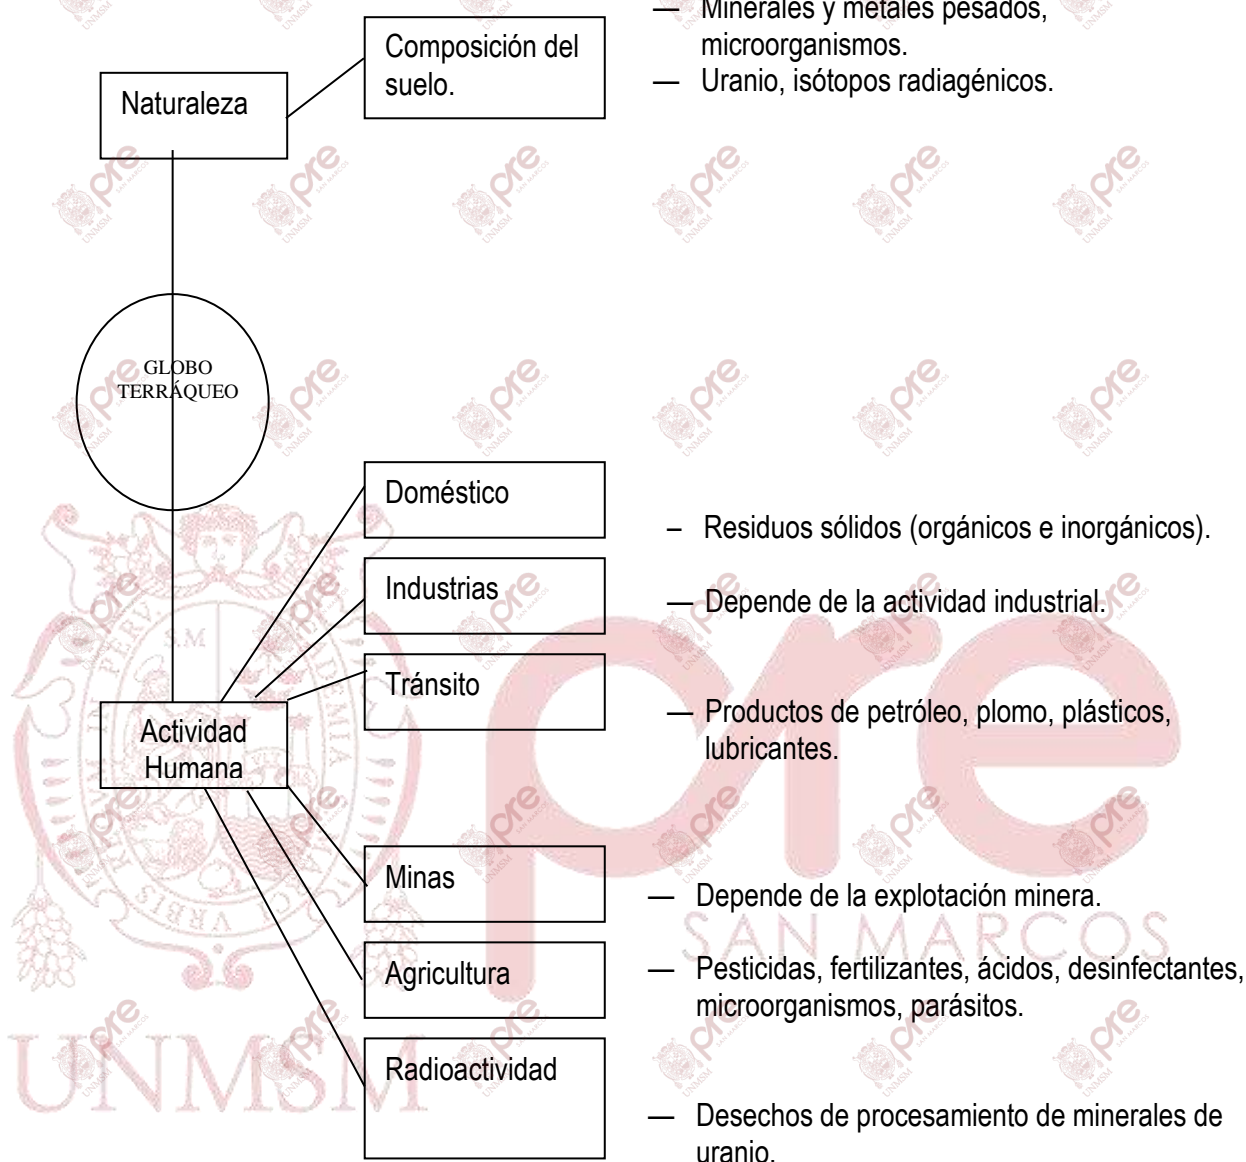 — Minerales y metales pesados,
microorganismos.
— Uranio, isótopos radiagénicos.
Composición del
suelo.
Naturaleza
GLOBO
TERRÁQUEO
Doméstico
– Residuos sólidos (orgánicos e inorgánicos).
Industrias
— Depende de la actividad industrial.
Tránsito
— Productos de petróleo, plomo, plásticos,
lubricantes.
Actividad
Humana
Minas
— Depende de la explotación minera.
Agricultura
— Pesticidas, fertilizantes, ácidos, desinfectantes,
microorganismos, parásitos.
Radioactividad
— Desechos de procesamiento de minerales de
uranio.
pre
SAN MARCOS
UNMSM